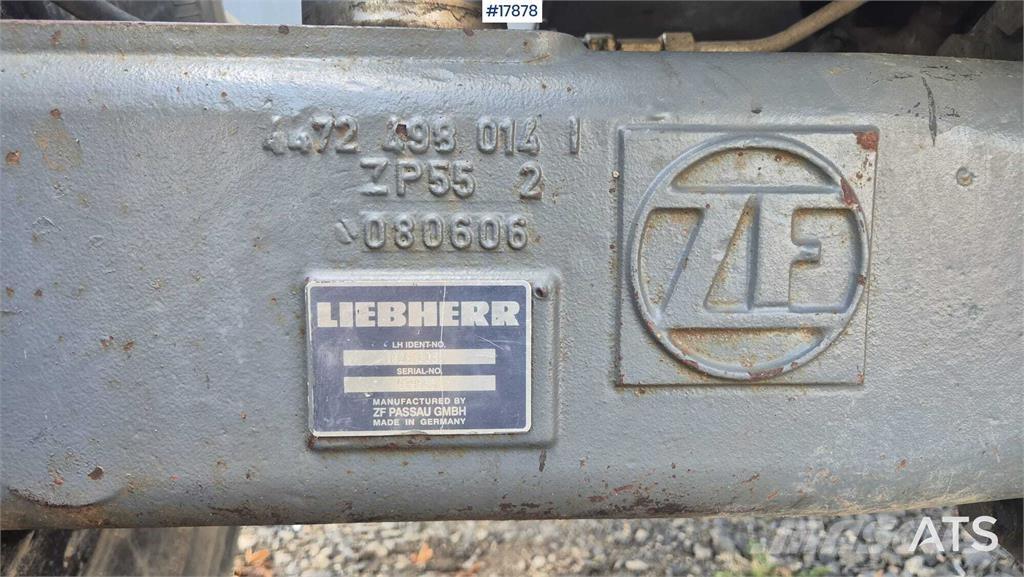 #17878
4472 493 014 1
ZP55 2
080606
ZF
LIEBHERR
LH IDENT-NO.
SERIAL-NO.
MANUFACTURED BY
ZF PASSAU GMBH
MADE IN GERMANY
ATS